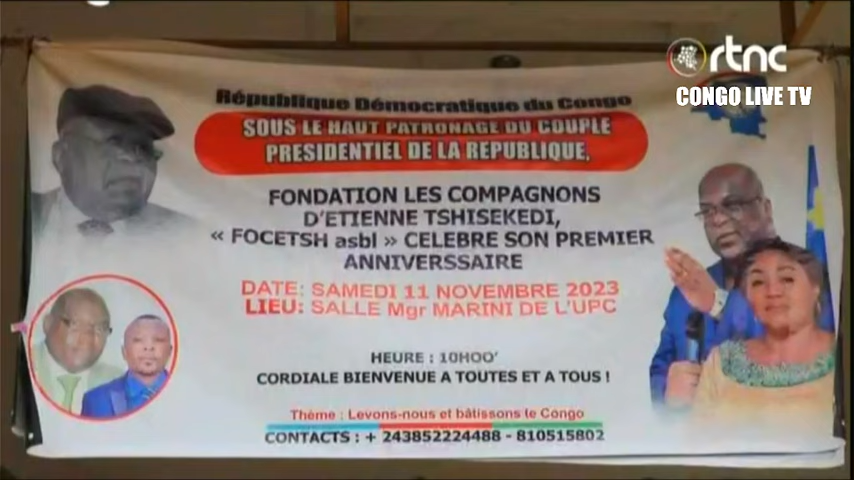 rtnc
CONGO LIVE TV
République Démocratique du Congo
SOUS LE HAUT PATRONAGE DU COUPLE
PRESIDENTIEL DE LA REPUBLIQUE,
FONDATION LES COMPAGNONS
D'ETIENNE TSHISEKEDI,
« FOCETSH asbl » CELEBRE SON PREMIER
ANNIVERSSAIRE
DATE: SAMEDI 11 NOVEMBRE 2023
LIEU: SALLE Mgr MARINI DE L'UPC
HEURE : 10HOO'
CORDIALE BIENVENUE A TOUTES ET A TOUS !
Thème : Levons-nous et bâtissons le Congo
CONTACTS : + 243852224488 - 810515802